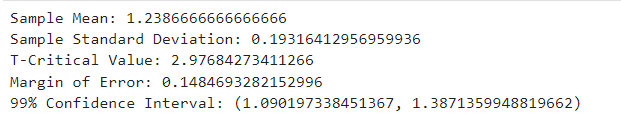 Sample Mean: 1.2386666666666666
Sample Standard Deviation: 0.19316412956959936
T-Critical Value: 2.97684273411266
Margin of Error: 0.1484693282152996
99% Confidence Interval: (1.090197338451367, 1.3871359948819662)